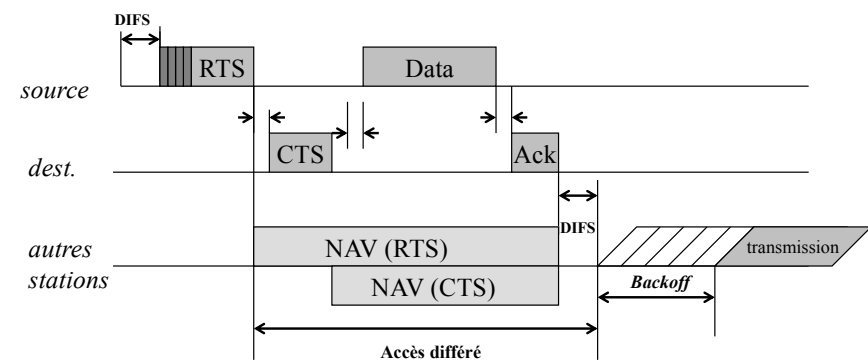 DIFS
RTS
Data
source
CTS
Ack
dest.
DIFS
autres
stations
NAV (RTS)
transmission
NAV (CTS)
Backoff
Accès différé